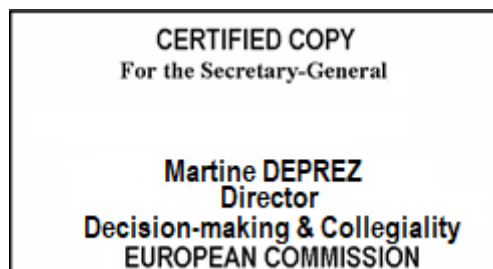 CERTIFIED COPY
For the Secretary-General
Martine DEPREZ
Director
Decision-making & Collegiality
EUROPEAN COMMISSION